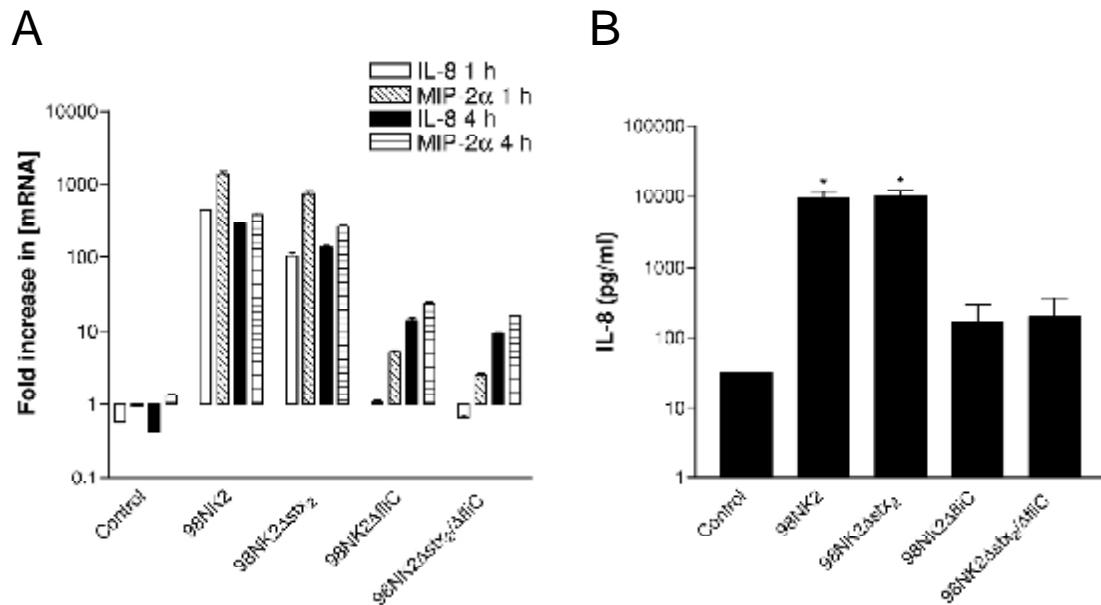 A
B
IL-8 1 h
MIP-2α 1 h
IL-8 4 h
MIP-2α 4 h
Fold increase in [mRNA]
10000
1000
100
10
1
0.1
Control
98NK2
98NK2Δstx₂
98NK2ΔfliC
98NK2Δstx₂/ΔfliC
IL-8 (pg/ml)
100000
10000
1000
100
10
1
*
*
Control
98NK2
98NK2Δstx₂
98NK2ΔfliC
98NK2Δstx₂/ΔfliC